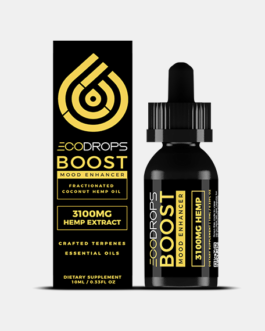 ECODROPS
BOOST
MOOD ENHANCER
FRACTIONATED
COCONUT HEMP OIL
3100MG
HEMP EXTRACT
CRAFTED TERPENES
ESSENTIAL OILS
DIETARY SUPPLEMENT
10ML / 0.33FL OZ
ECODROPS
BOOST
MOOD ENHANCER
3100MG HEMP